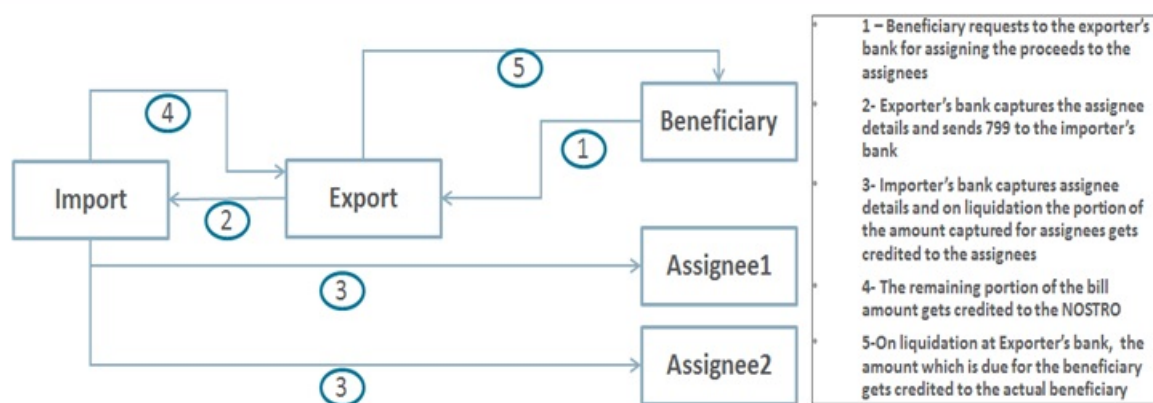 5
4
Beneficiary
1
Import
Export
2
Assignee1
3
Assignee2
3
1 – Beneficiary requests to the exporter's
bank for assigning the proceeds to the
assignees
2- Exporter's bank captures the assignee
details and sends 799 to the importer's
bank
3- Importer's bank captures assignee
details and on liquidation the portion of
the amount captured for assignees gets
credited to the assignees
4- The remaining portion of the bill
amount gets credited to the NOSTRO
5-On liquidation at Exporter's bank, the
amount which is due for the beneficiary
gets credited to the actual beneficiary